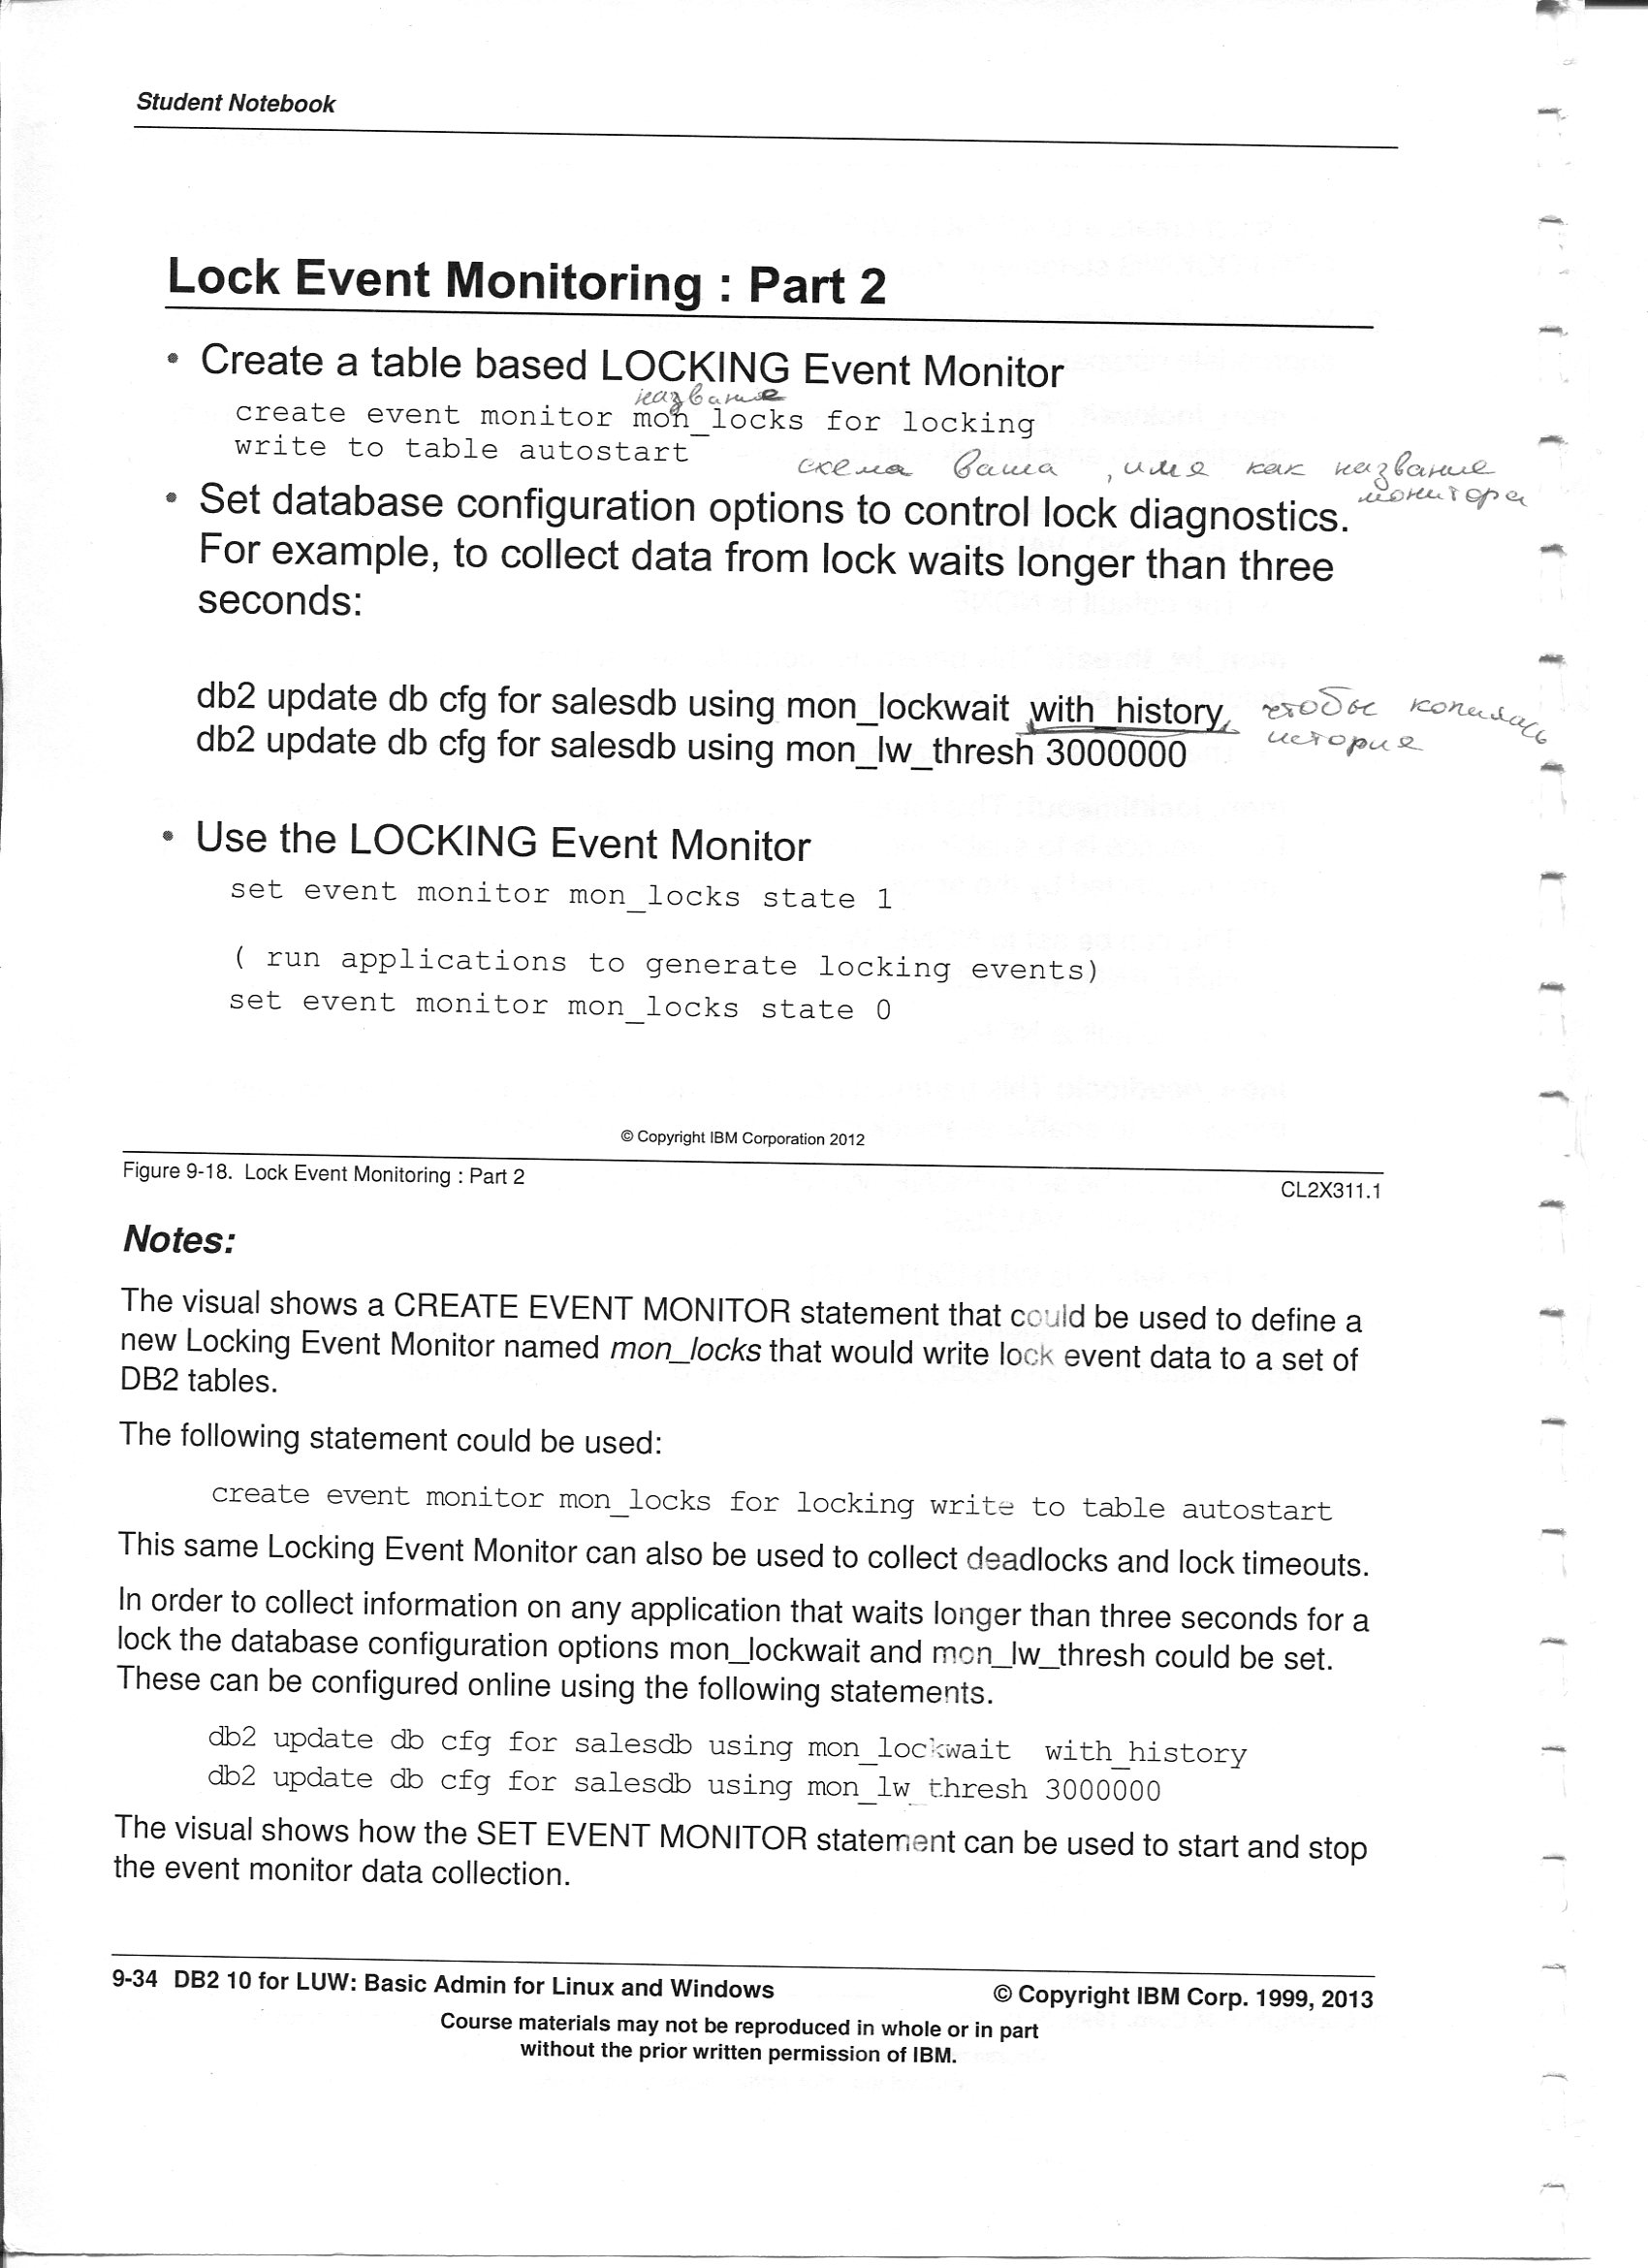 Student Notebook
Lock Event Monitoring : Part 2
• Create a table based LOCKING Event Monitor
название
create event monitor mon_locks for locking
write to table autostart
схема ваша , имя как название
монитора
• Set database configuration options to control lock diagnostics.
For example, to collect data from lock waits longer than three
seconds:
db2 update db cfg for salesdb using mon_lockwait with_history чтобы копилась
db2 update db cfg for salesdb using mon_lw_thresh 3000000 история
• Use the LOCKING Event Monitor
set event monitor mon_locks state 1
( run applications to generate locking events)
set event monitor mon_locks state 0
© Copyright IBM Corporation 2012
Figure 9-18. Lock Event Monitoring : Part 2 CL2X311.1
Notes:
The visual shows a CREATE EVENT MONITOR statement that could be used to define a
new Locking Event Monitor named mon_locks that would write lock event data to a set of
DB2 tables.
The following statement could be used:
create event monitor mon_locks for locking write to table autostart
This same Locking Event Monitor can also be used to collect deadlocks and lock timeouts.
In order to collect information on any application that waits longer than three seconds for a
lock the database configuration options mon_lockwait and mon_lw_thresh could be set.
These can be configured online using the following statements.
db2 update db cfg for salesdb using mon_lockwait with_history
db2 update db cfg for salesdb using mon_lw_thresh 3000000
The visual shows how the SET EVENT MONITOR statement can be used to start and stop
the event monitor data collection.
9-34 DB2 10 for LUW: Basic Admin for Linux and Windows © Copyright IBM Corp. 1999, 2013
Course materials may not be reproduced in whole or in part
without the prior written permission of IBM.